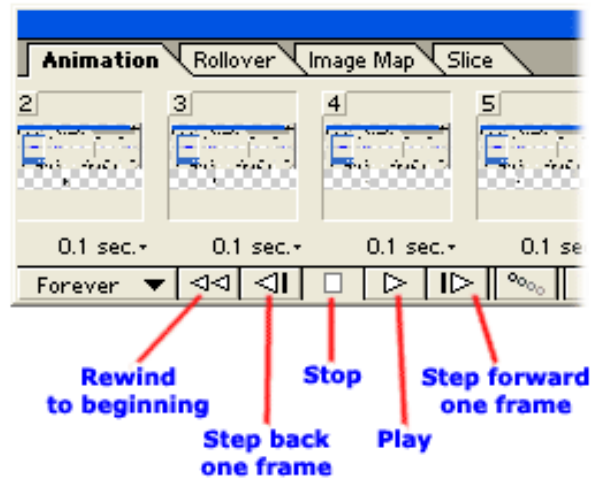 Animation Rollover Image Map Slice
2 3 4 5
0.1 sec. 0.1 sec. 0.1 sec. 0.1 se
Forever
Rewind
to beginning
Stop
Step forward
one frame
Step back
one frame
Play